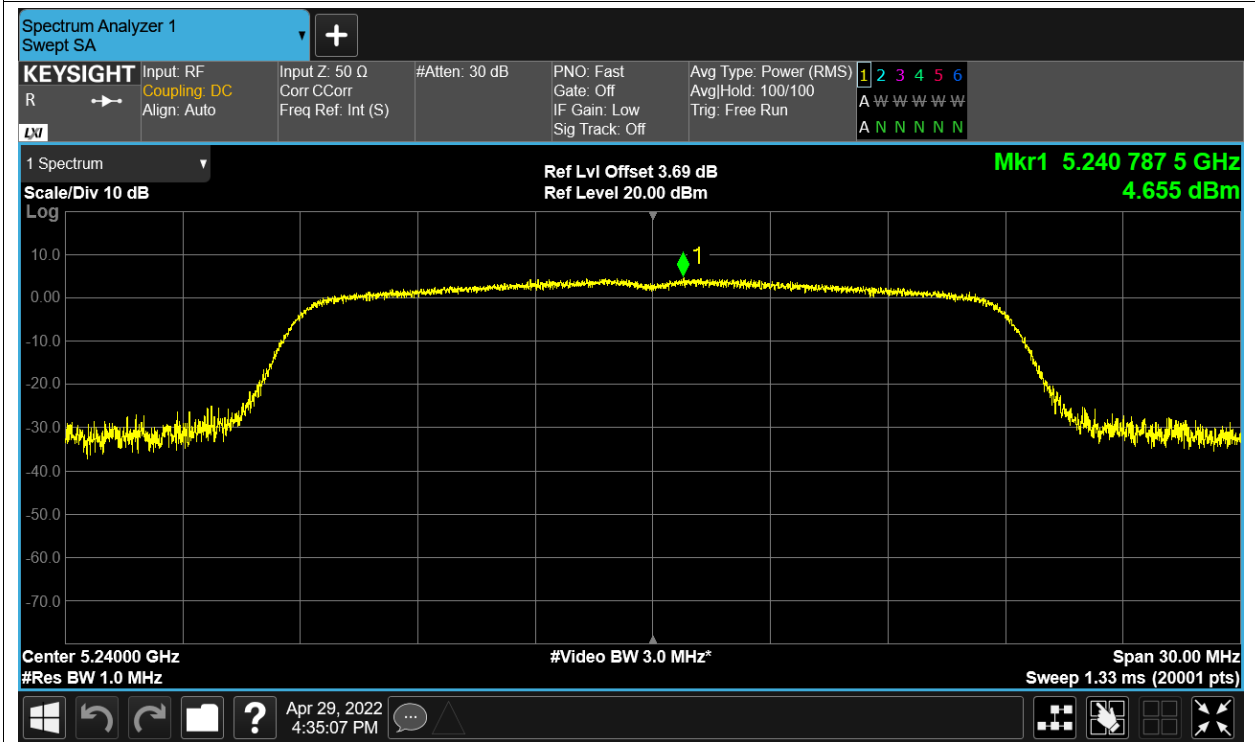 Spectrum Analyzer 1
Swept SA
+
KEYSIGHT
R
LXI
Input: RF
Coupling: DC
Align: Auto
Input Z: 50 Ω
Corr CCorr
Freq Ref: Int (S)
#Atten: 30 dB
PNO: Fast
Gate: Off
IF Gain: Low
Sig Track: Off
Avg Type: Power (RMS)
Avg|Hold: 100/100
Trig: Free Run
1 2 3 4 5 6
A W W W W W
A N N N N N
1 Spectrum
Scale/Div 10 dB
Log
Ref Lvl Offset 3.69 dB
Ref Level 20.00 dBm
Mkr1 5.240 787 5 GHz
4.655 dBm
1
10.0
0.00
-10.0
-20.0
-30.0
-40.0
-50.0
-60.0
-70.0
Center 5.24000 GHz
#Res BW 1.0 MHz
#Video BW 3.0 MHz*
Span 30.00 MHz
Sweep 1.33 ms (20001 pts)
?
Apr 29, 2022
4:35:07 PM